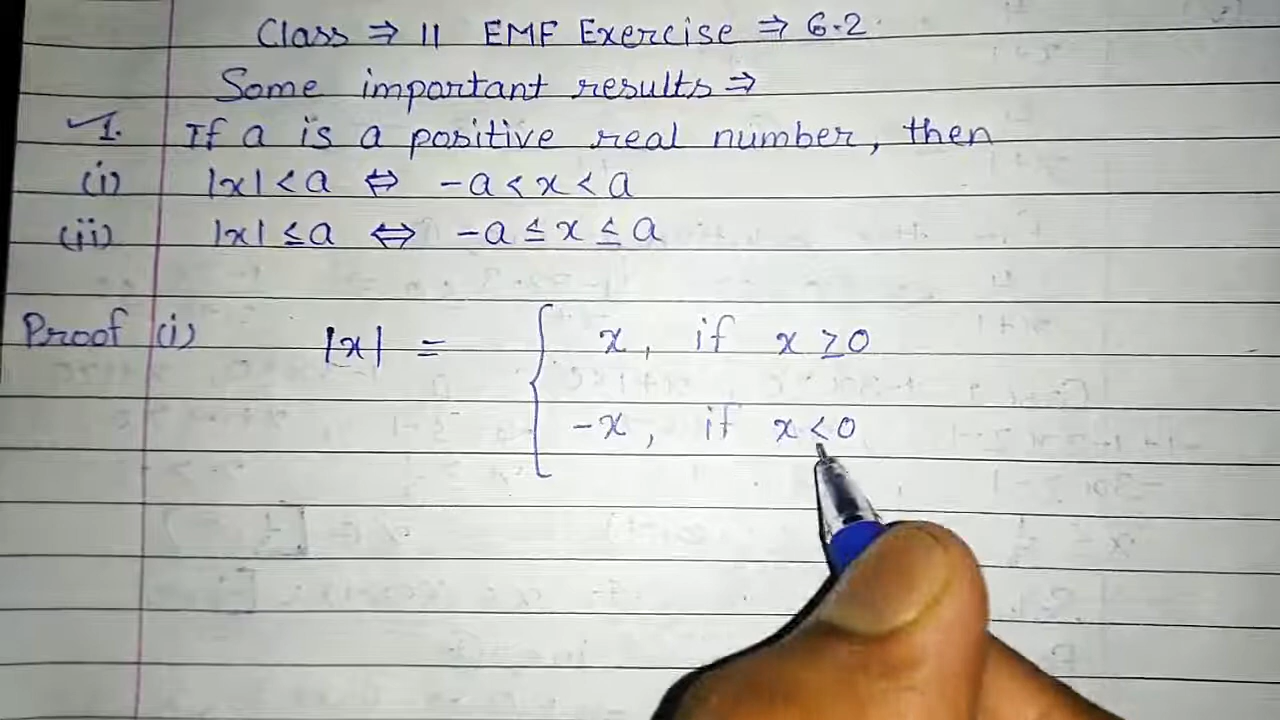 Class ⇒ 11 EMF Exercise ⇒ 6.2
Some important results ⇒
1. If a is a positive real number, then
(i) |x| < a ⇔ -a < x < a
(ii) |x| ≤ a ⇔ -a ≤ x ≤ a
Proof (i) |x| = { x, if x ≥ 0
-x, if x < 0